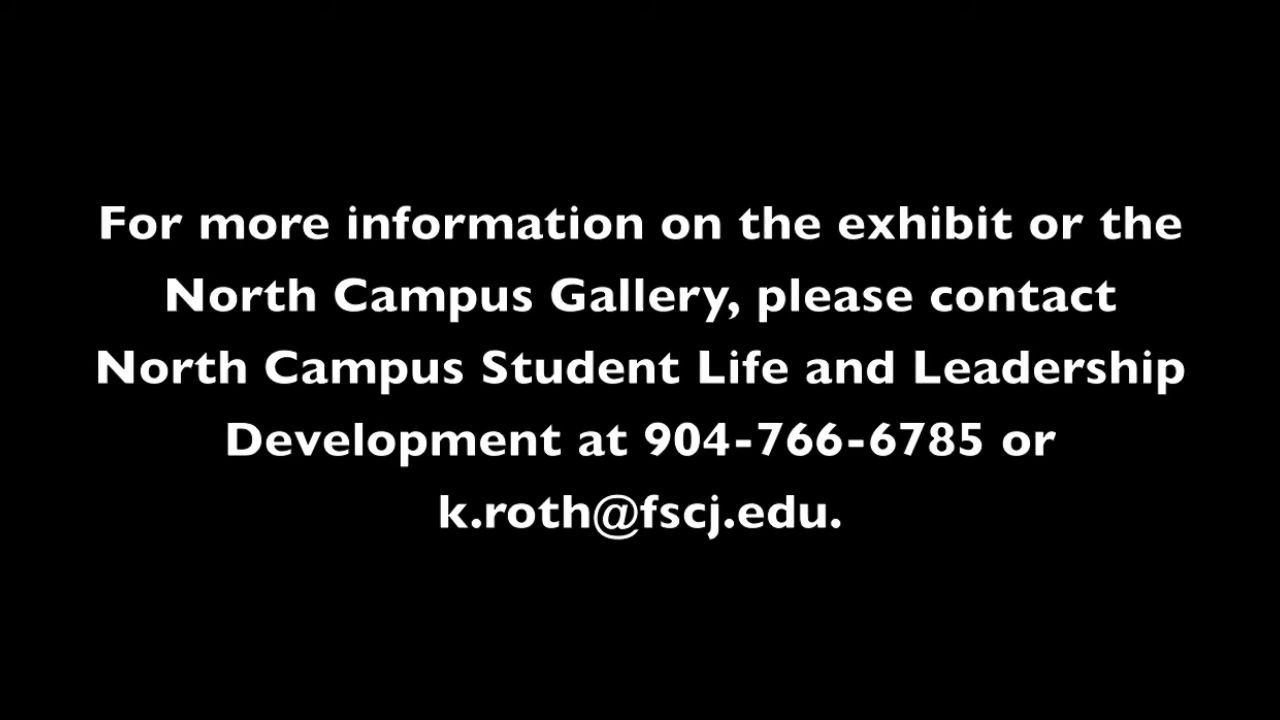 For more information on the exhibit or the
North Campus Gallery, please contact
North Campus Student Life and Leadership
Development at 904-766-6785 or
k.roth@fscj.edu.